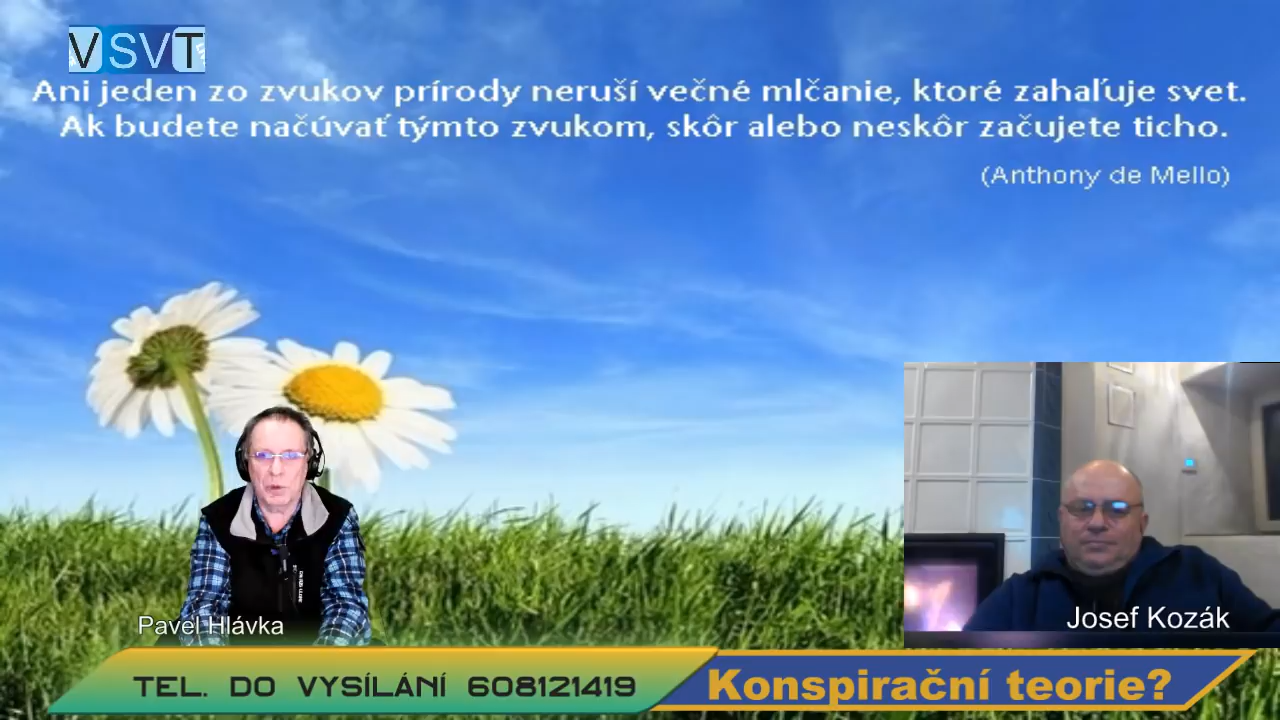 VSVT
Ani jeden zo zvukov prírody neruší večné mlčanie, ktoré zahaľuje svet.
Ak budete načúvať týmto zvukom, skôr alebo neskôr začujete ticho.
(Anthony de Mello)
Pavel Hlávka
Josef Kozák
TEL. DO VYSÍLÁNÍ 608121419
Konspirační teorie?